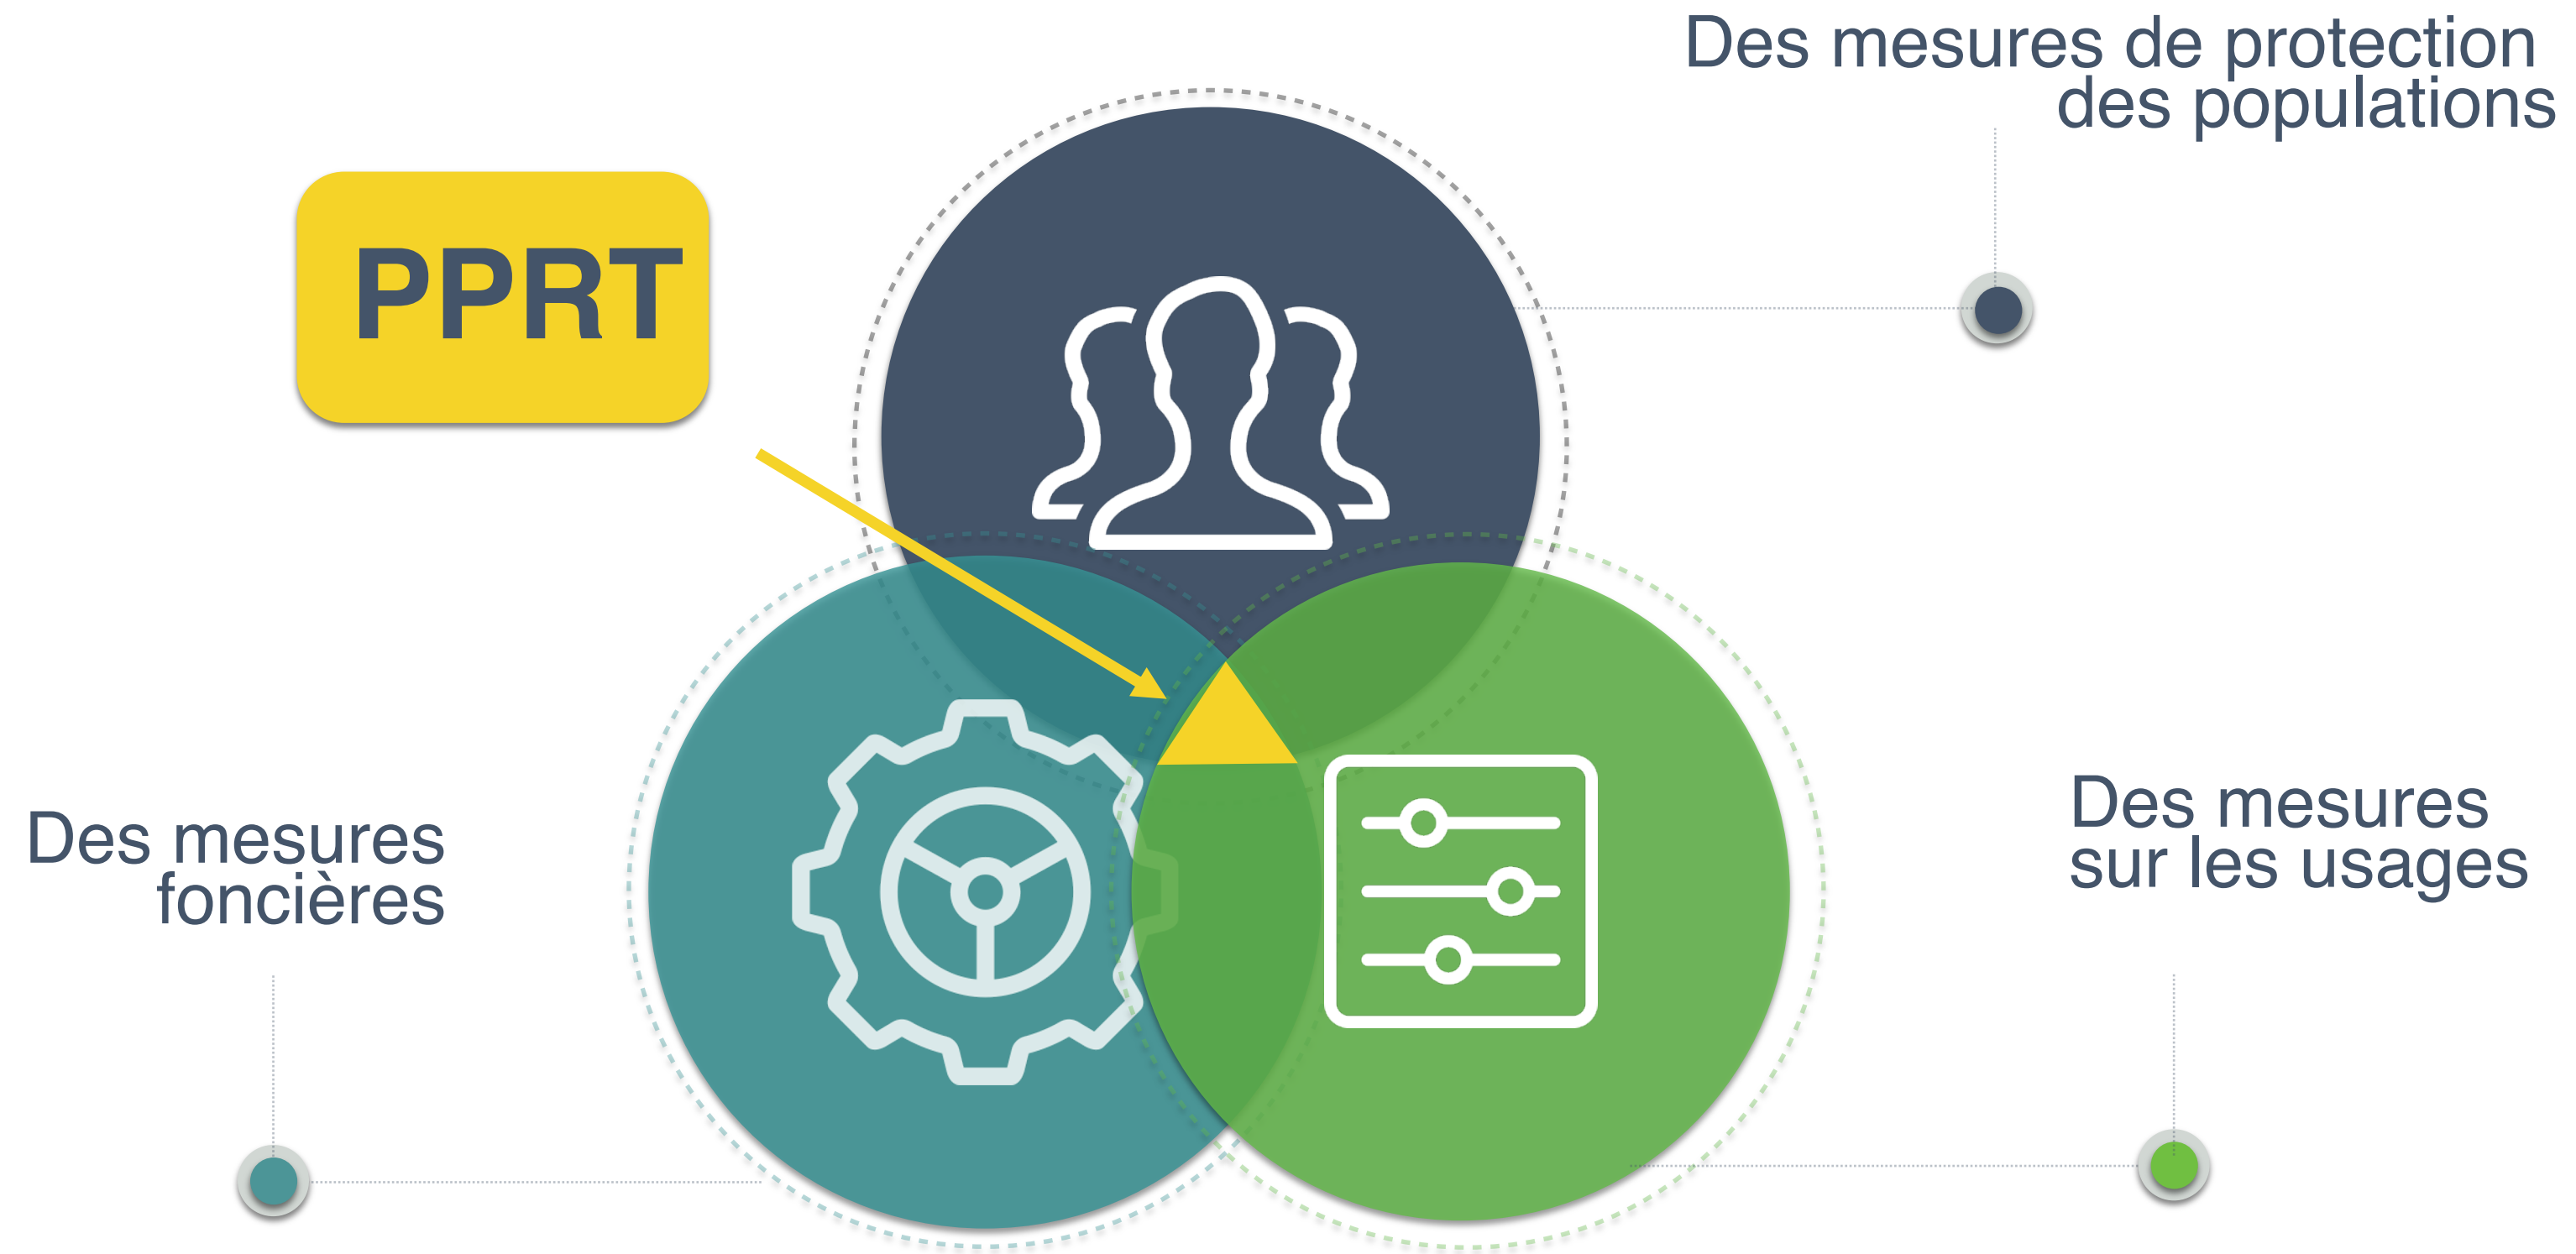 Des mesures de protection
des populations
PPRT
Des mesures
foncières
Des mesures
sur les usages